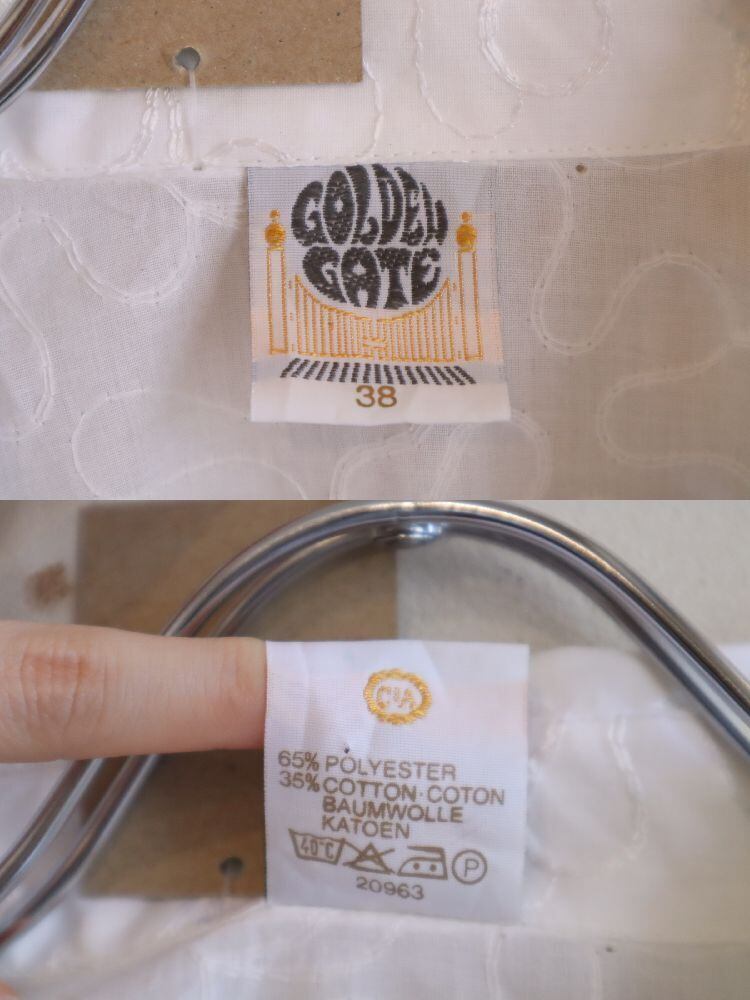 GOLDEN
GATE
38
C&A
65% POLYESTER
35% COTTON·COTON
BAUMWOLLE
KATOEN
40°C
P
20963